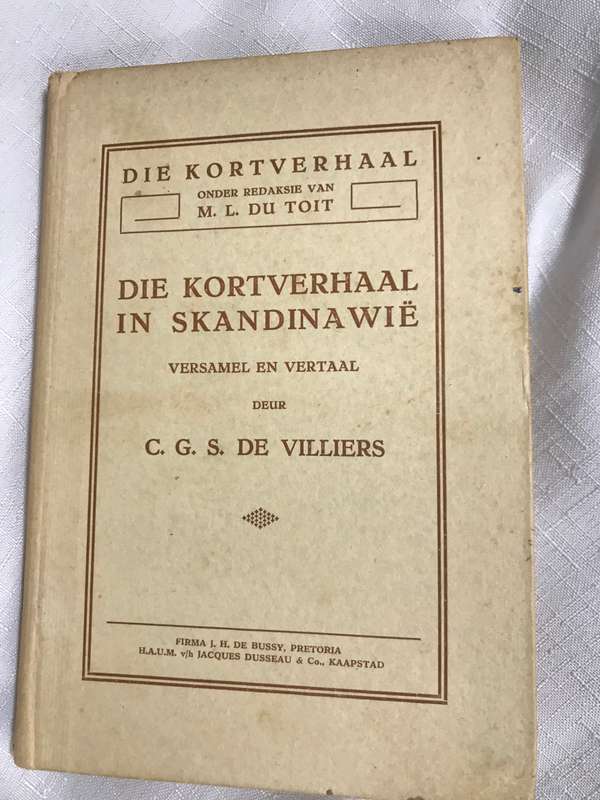 DIE KORTVERHAAL
ONDER REDAKSIE VAN
M. L. DU TOIT
DIE KORTVERHAAL
IN SKANDINAWIË
VERSAMEL EN VERTAAL
DEUR
C. G. S. DE VILLIERS
FIRMA J. H. DE BUSSY, PRETORIA
H.A.U.M. v/h JACQUES DUSSEAU & Co., KAAPSTAD